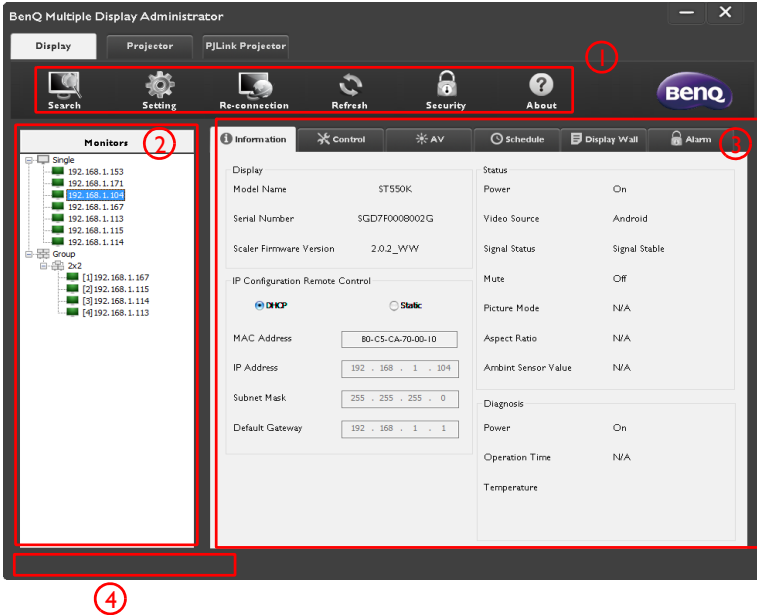 BenQ Multiple Display Administrator
Display Projector PJLink Projector
1
Search Setting Re-connection Refresh Security About
BenQ
Monitors
2
Single
192.168.1.153
192.168.1.171
192.168.1.104
192.168.1.167
192.168.1.113
192.168.1.115
192.168.1.114
Group
2x2
[1]192.168.1.167
[2]192.168.1.115
[3]192.168.1.114
[4]192.168.1.113
Information Control AV Schedule Display Wall Alarm
3
Display
Model Name ST550K
Serial Number SGD7F0008002G
Scaler Firmware Version 2.0.2_WW
IP Configuration Remote Control
DHCP Static
MAC Address B0-C5-CA-70-00-10
IP Address 192 . 168 . 1 . 104
Subnet Mask 255 . 255 . 255 . 0
Default Gateway 192 . 168 . 1 . 1
Status
Power On
Video Source Android
Signal Status Signal Stable
Mute Off
Picture Mode N/A
Aspect Ratio N/A
Ambint Sensor Value N/A
Diagnosis
Power On
Operation Time N/A
Temperature
4